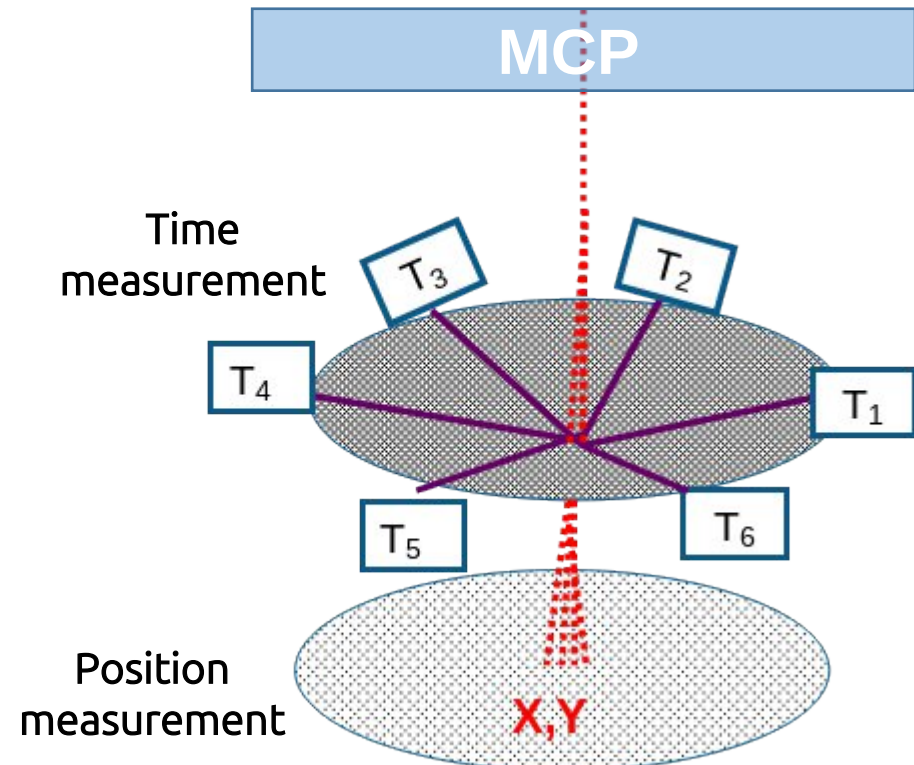 MCP
Time
measurement
T₃
T₂
T₄
T₁
T₅
T₆
Position
measurement
X,Y